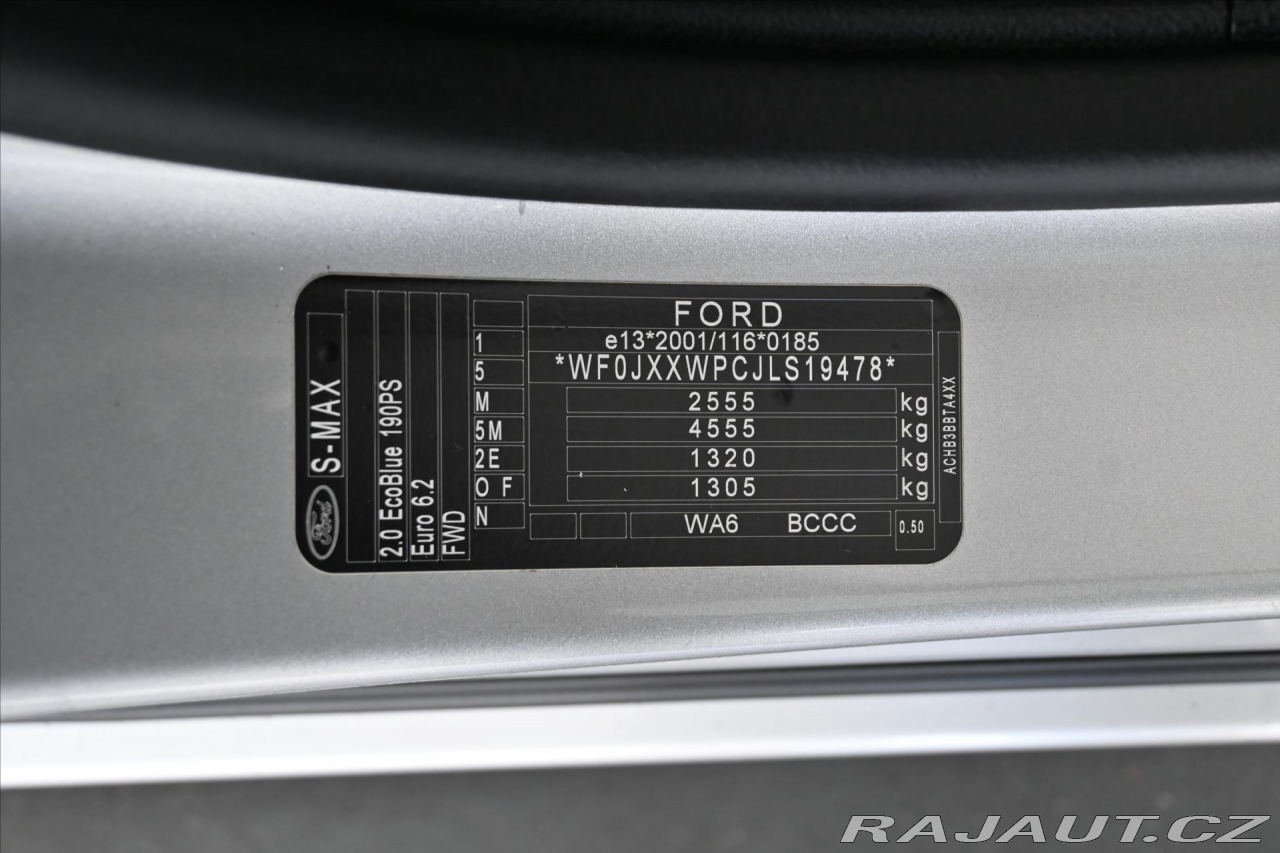 FORD
e13*2001/116*0185
*WF0JXXWPCJLS19478*
2555 kg
4555 kg
1320 kg
1305 kg
WA6 BCCC 0.50
1
5
M
5M
2E
O F
N
Ford S-MAX
2.0 EcoBlue 190PS
Euro 6.2
FWD
ACHB3BBTA4XX
RAJAUT.CZ